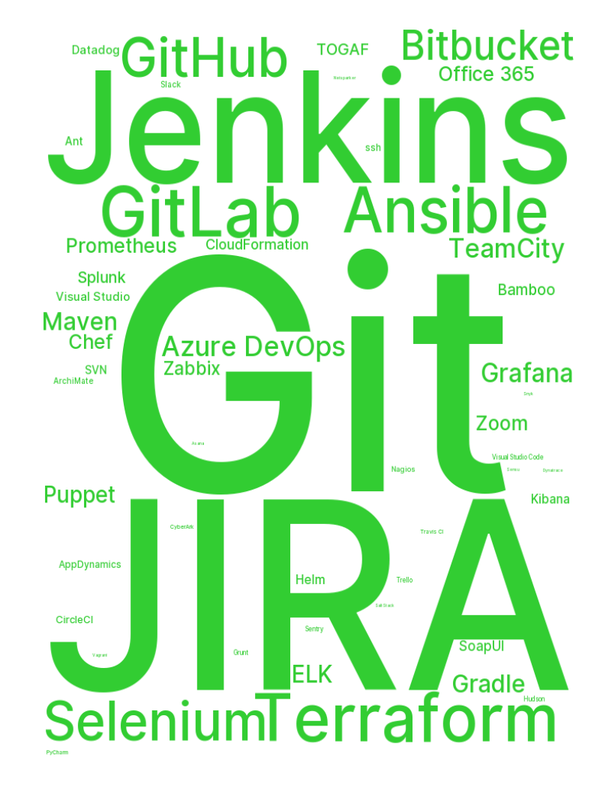 Datadog
GitHub
TOGAF
Bitbucket
Office 365
Slack
Jenkins
Ant
ssh
GitLab
Ansible
Prometheus
CloudFormation
TeamCity
Splunk
Visual Studio
Bamboo
Git
Maven
Chef
Azure DevOps
Zabbix
SVN
ArchiMate
Grafana
Zoom
Visual Studio Code
Nagios
Puppet
Kibana
CyberArk
Travis CI
JIRA
AppDynamics
Helm
Trello
CircleCI
Sentry
SoapUI
Grunt
ELK
Gradle
Hudson
Selenium
Terraform
PyCharm